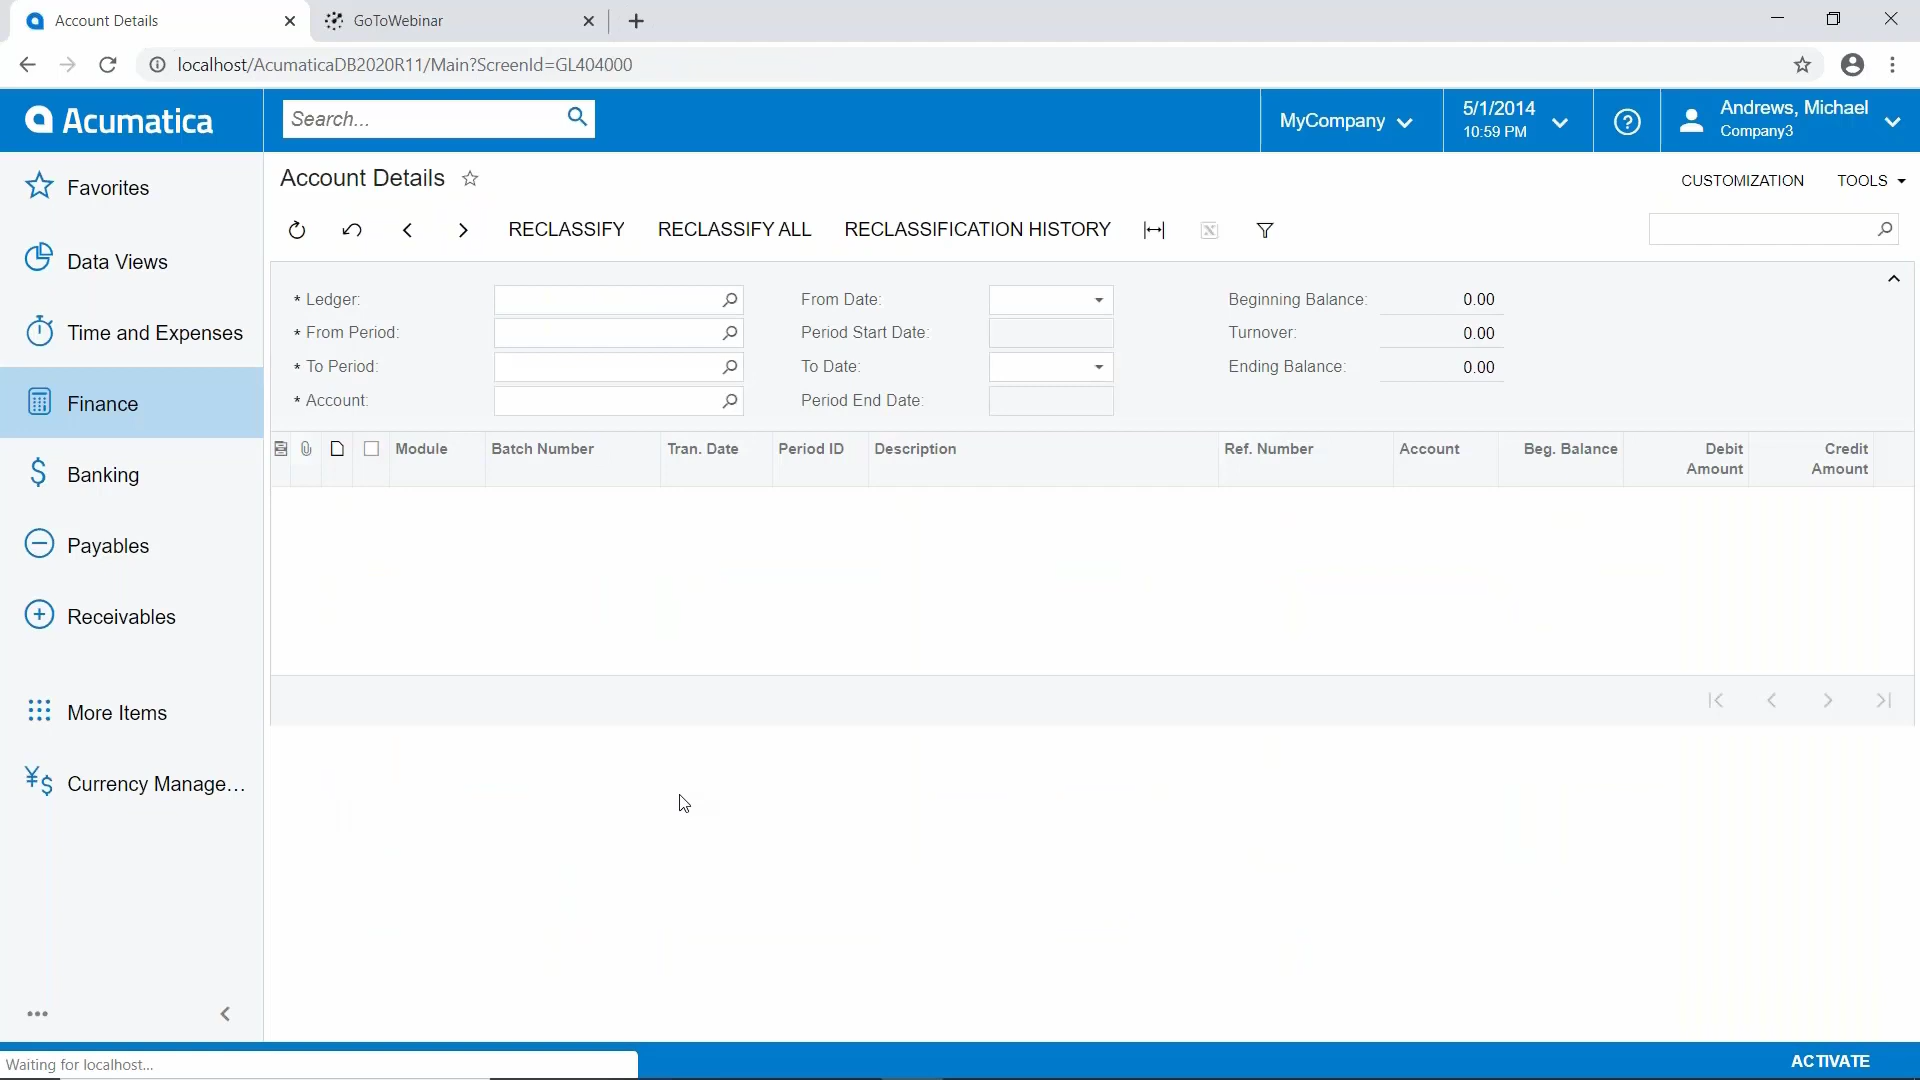 Account Details
GoToWebinar
localhost/AcumaticaDB2020R11/Main?ScreenId=GL404000
Acumatica
Search...
MyCompany
5/1/2014
10:59 PM
Andrews, Michael
Company3
Favorites
Data Views
Time and Expenses
Finance
Banking
Payables
Receivables
More Items
Currency Manage...
Account Details
CUSTOMIZATION
TOOLS
RECLASSIFY
RECLASSIFY ALL
RECLASSIFICATION HISTORY
* Ledger:
From Date:
Beginning Balance:
0.00
* From Period:
Period Start Date:
Turnover:
0.00
* To Period:
To Date:
Ending Balance:
0.00
* Account:
Period End Date:
Module
Batch Number
Tran. Date
Period ID
Description
Ref. Number
Account
Beg. Balance
Debit
Amount
Credit
Amount
Waiting for localhost...
ACTIVATE